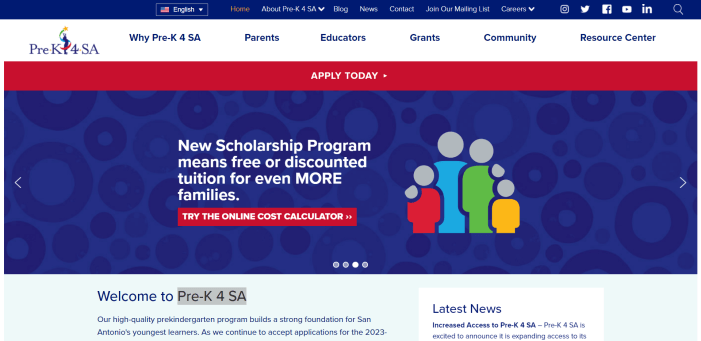 English ▼ Home About Pre-K 4 SA Blog News Contact Join Our Mailing List Careers
Pre K 4 SA
Why Pre-K 4 SA Parents Educators Grants Community Resource Center
APPLY TODAY ▸
New Scholarship Program
means free or discounted
tuition for even MORE
families.
TRY THE ONLINE COST CALCULATOR ››
Welcome to Pre-K 4 SA
Our high-quality prekindergarten program builds a strong foundation for San
Antonio's youngest learners. As we continue to accept applications for the 2023-
Latest News
Increased Access to Pre-K 4 SA – Pre-K 4 SA is
excited to announce it is expanding access to its